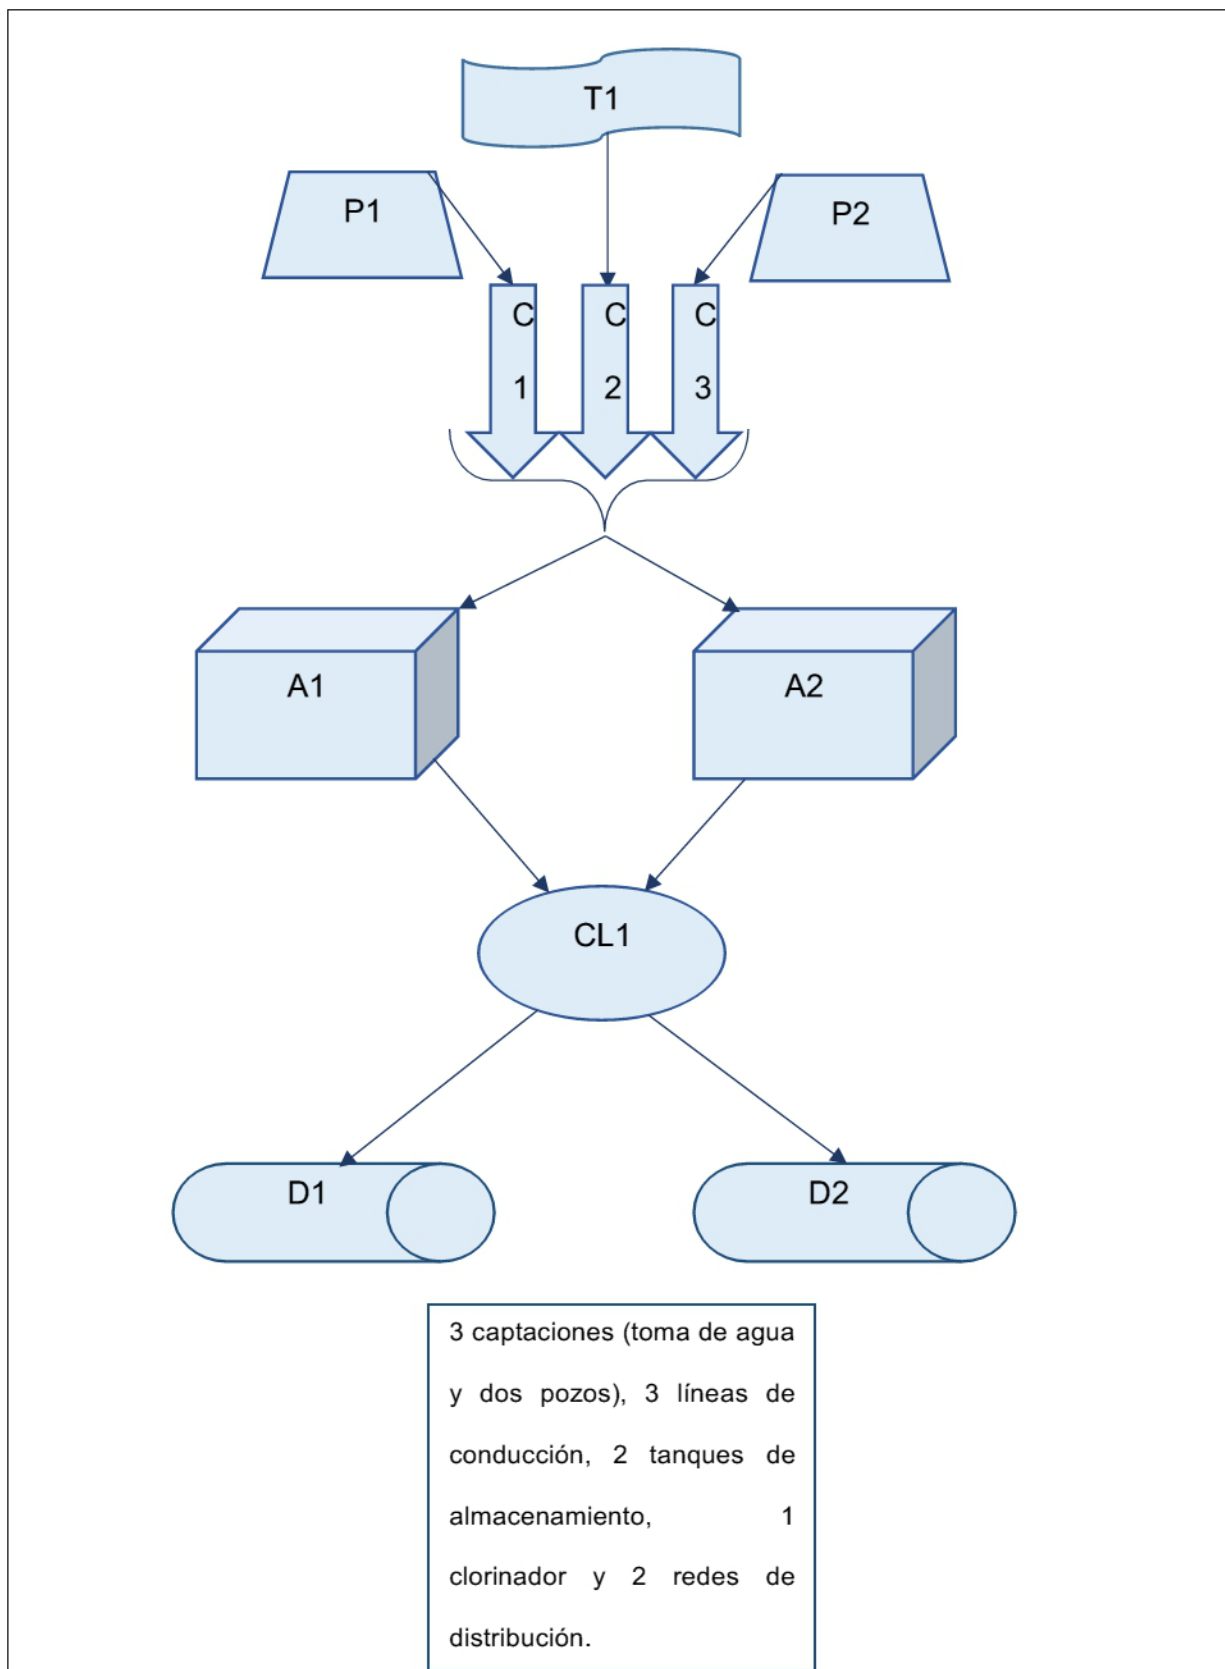 T1
P1
P2
C
1
C
2
C
3
A1
A2
CL1
D1
D2
3 captaciones (toma de agua
y dos pozos), 3 líneas de
conducción, 2 tanques de
almacenamiento, 1
clorinador y 2 redes de
distribución.